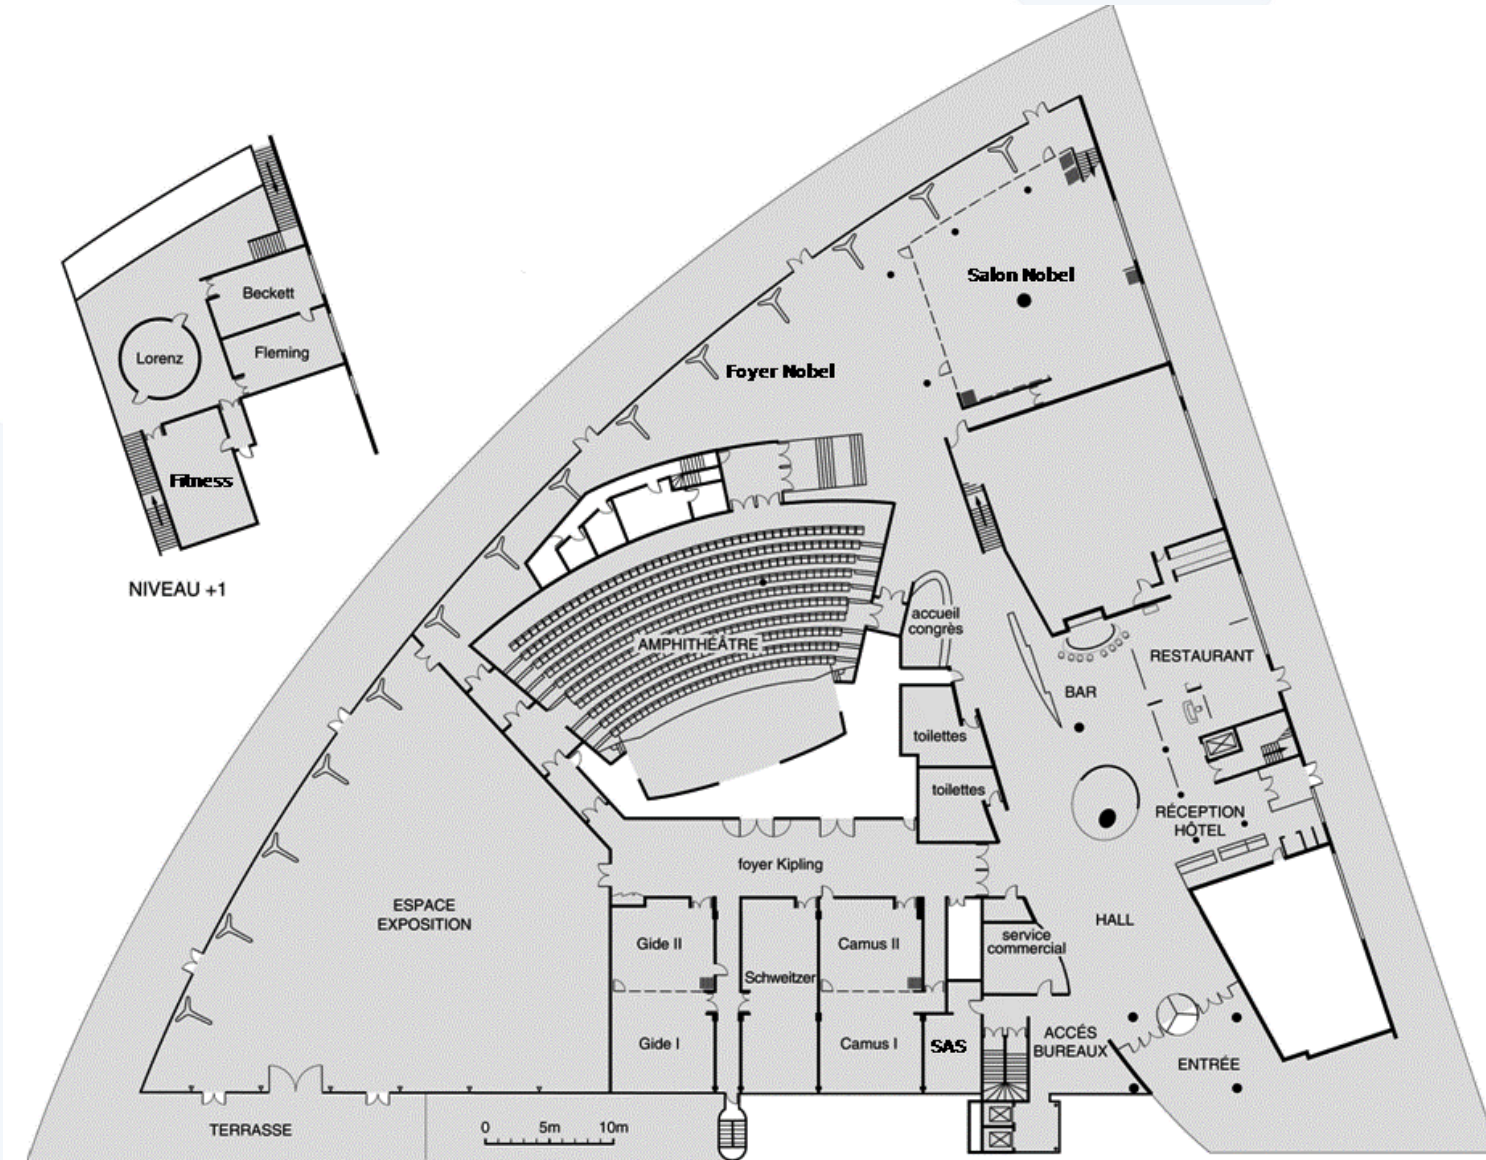 Salon Nobel
Beckett
Lorenz
Fleming
Foyer Nobel
Fitness
NIVEAU +1
accueil
congrès
AMPHITHÉÂTRE
RESTAURANT
BAR
toilettes
toilettes
RÉCEPTION
HÔTEL
foyer Kipling
ESPACE
EXPOSITION
HALL
Gide II
Camus II
service
commercial
Schweitzer
Gide I
Camus I
SAS
ACCÉS
BUREAUX
ENTRÉE
TERRASSE
0 5m 10m